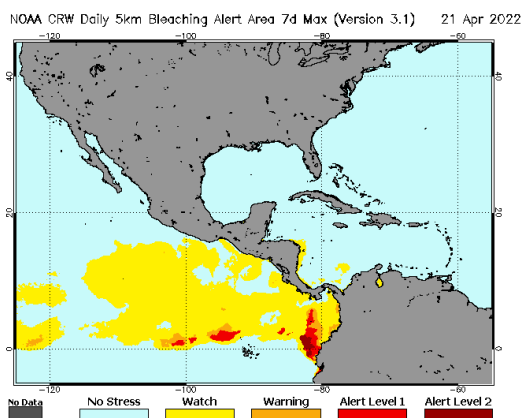 NOAA CRW Daily 5km Bleaching Alert Area 7d Max (Version 3.1) 21 Apr 2022
-120 -100 -80 -60
40 40
20 20
0 0
-120 -100 -80 -60
No Data No Stress Watch Warning Alert Level 1 Alert Level 2